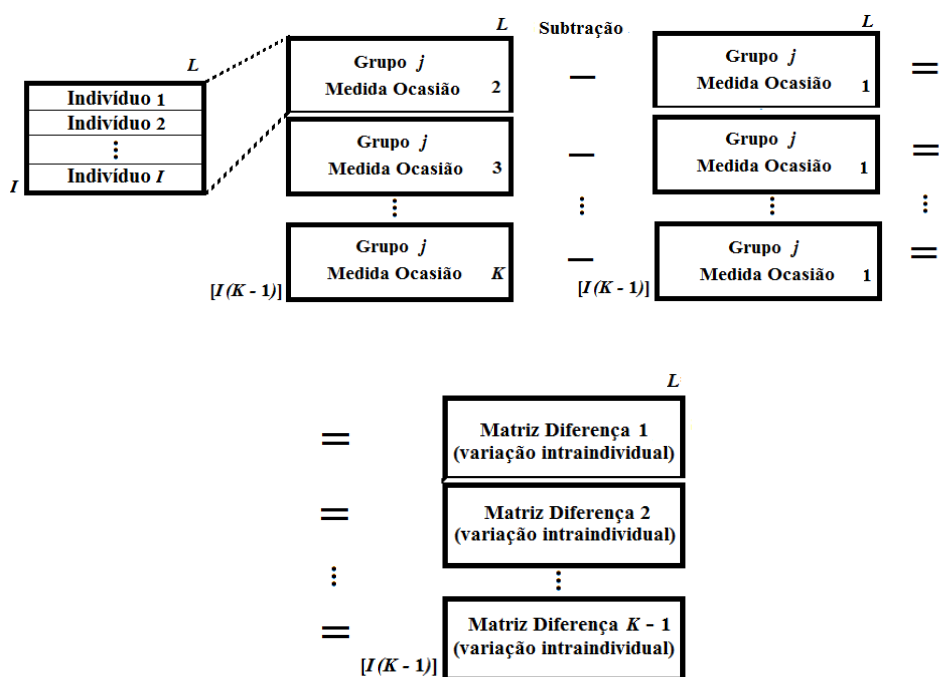 L
Indivíduo 1
Indivíduo 2
⋮
Indivíduo I
I
L
Subtração
L
Grupo j
Medida Ocasião 2
—
Grupo j
Medida Ocasião 1
=
Grupo j
Medida Ocasião 3
—
Grupo j
Medida Ocasião 1
=
⋮ ⋮ ⋮ ⋮
Grupo j
Medida Ocasião K
—
Grupo j
Medida Ocasião 1
=
[I(K - 1)]
[I(K - 1)]
L
=
Matriz Diferença 1
(variação intraindividual)
=
Matriz Diferença 2
(variação intraindividual)
⋮ ⋮
=
Matriz Diferença K - 1
(variação intraindividual)
[I(K - 1)]